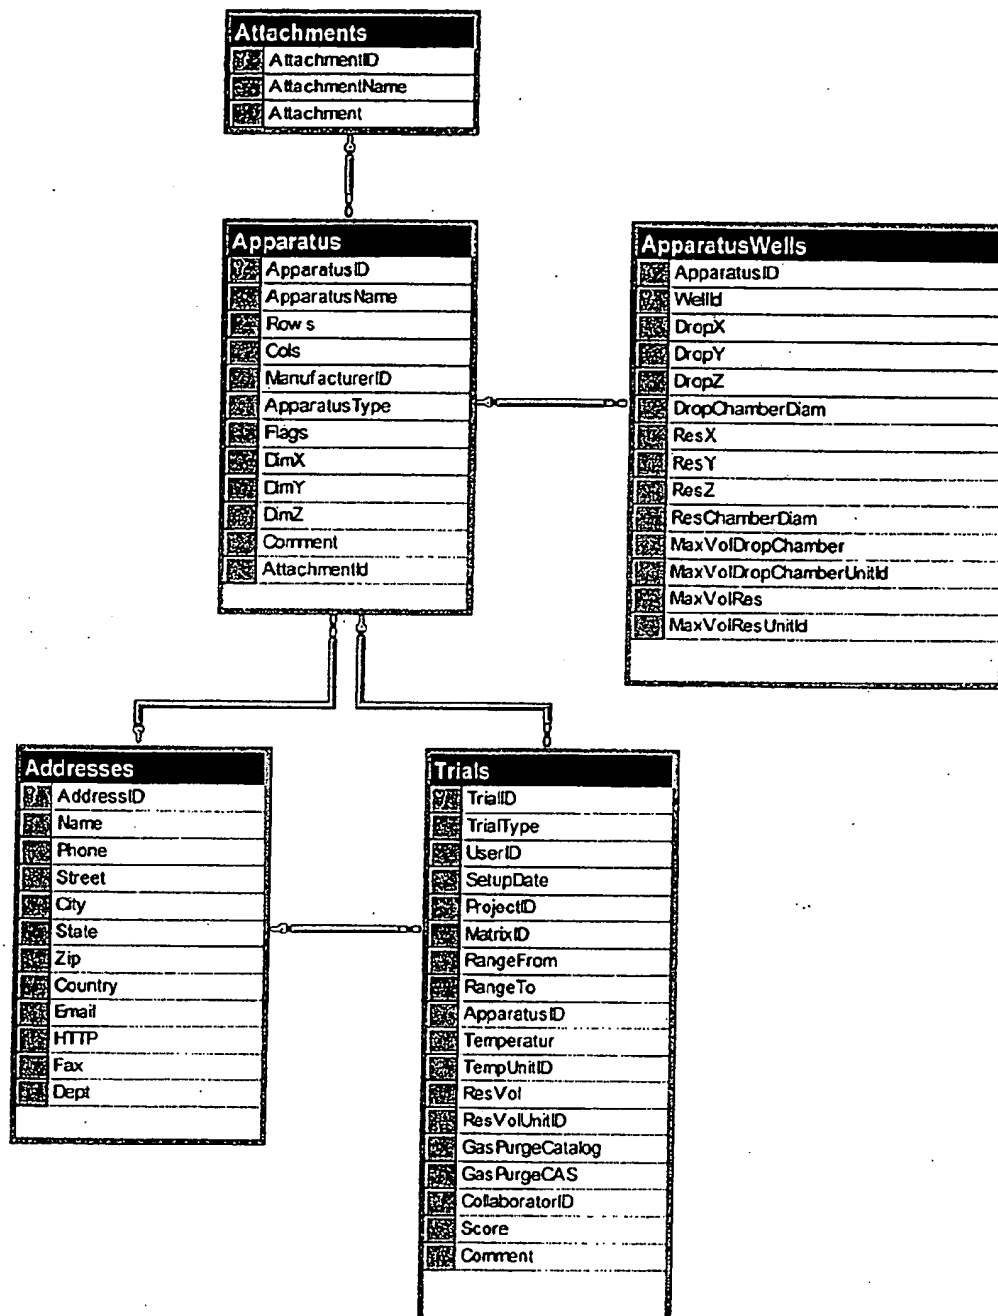 Attachments
AttachmentID
AttachmentName
Attachment
Apparatus
ApparatusID
ApparatusName
Rows
Cols
ManufacturerID
ApparatusType
Flags
DimX
DimY
DimZ
Comment
AttachmentId
ApparatusWells
ApparatusID
WellId
DropX
DropY
DropZ
DropChamberDiam
ResX
ResY
ResZ
ResChamberDiam
MaxVolDropChamber
MaxVolDropChamberUnitId
MaxVolRes
MaxVolResUnitId
Addresses
AddressID
Name
Phone
Street
City
State
Zip
Country
Email
HTTP
Fax
Dept
Trials
TrialID
TrialType
UserID
SetupDate
ProjectID
MatrixID
RangeFrom
RangeTo
ApparatusID
Temperatur
TempUnitID
ResVol
ResVolUnitID
GasPurgeCatalog
GasPurgeCAS
CollaboratorID
Score
Comment